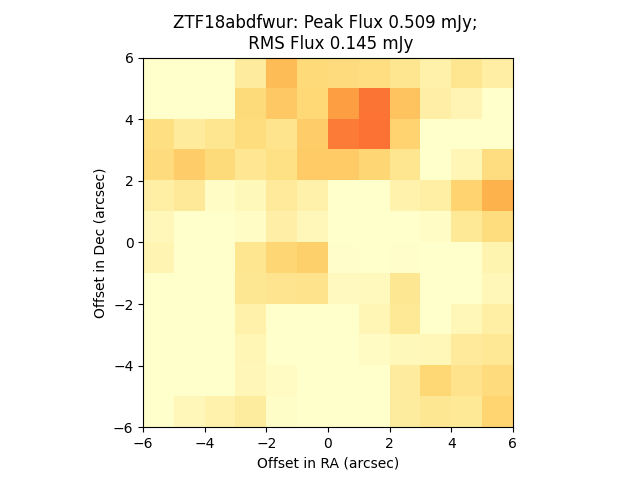 ZTF18abdfwur: Peak Flux 0.509 mJy;
RMS Flux 0.145 mJy
6
4
2
0
−2
−4
−6
Offset in Dec (arcsec)
−6 −4 −2 0 2 4 6
Offset in RA (arcsec)